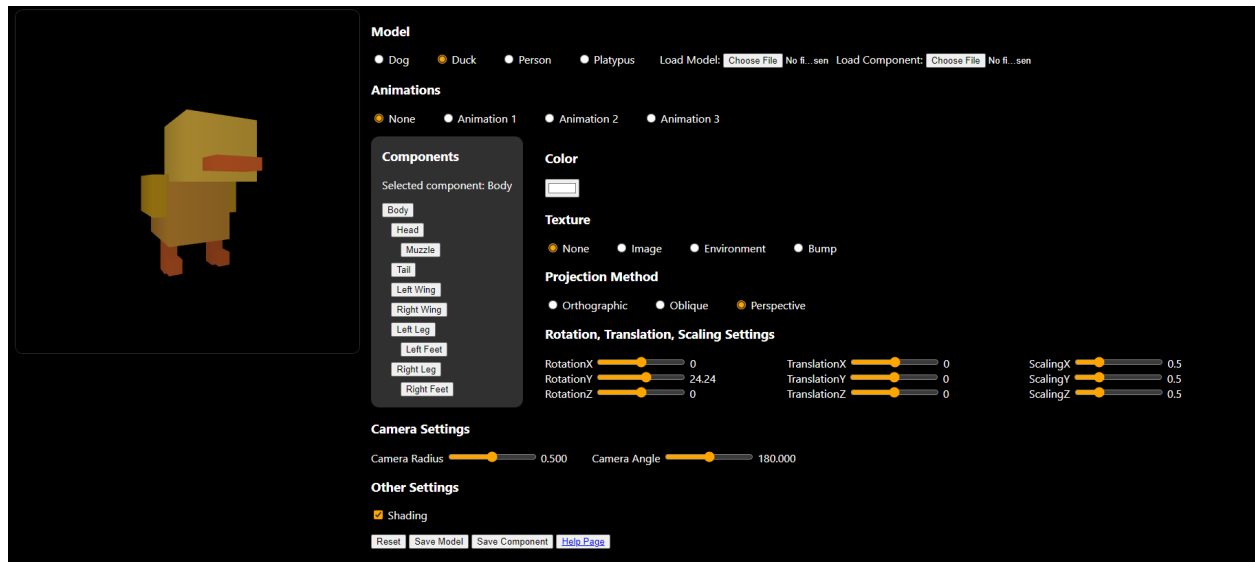 Model
Dog Duck Person Platypus Load Model: Choose File No fi...sen Load Component: Choose File No fi...sen
Animations
None Animation 1 Animation 2 Animation 3
Components
Selected component: Body
Body
Head
Muzzle
Tail
Left Wing
Right Wing
Left Leg
Left Feet
Right Leg
Right Feet
Color
Texture
None Image Environment Bump
Projection Method
Orthographic Oblique Perspective
Rotation, Translation, Scaling Settings
RotationX 0 TranslationX 0 ScalingX 0.5
RotationY 24.24 TranslationY 0 ScalingY 0.5
RotationZ 0 TranslationZ 0 ScalingZ 0.5
Camera Settings
Camera Radius 0.500 Camera Angle 180.000
Other Settings
Shading
Reset Save Model Save Component Help Page